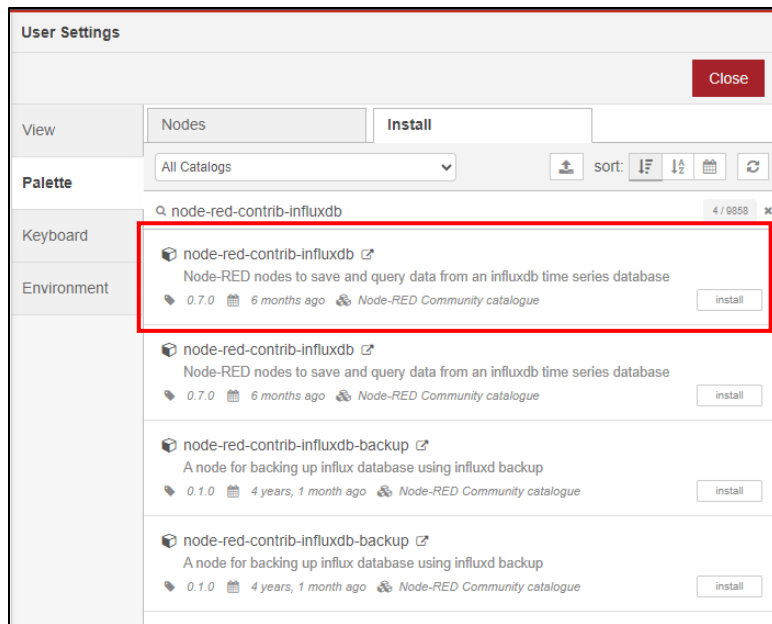 User Settings
Close
View
Palette
Keyboard
Environment
Nodes
Install
All Catalogs
sort:
node-red-contrib-influxdb
4 / 9858
node-red-contrib-influxdb
Node-RED nodes to save and query data from an influxdb time series database
0.7.0 6 months ago Node-RED Community catalogue
install
node-red-contrib-influxdb
Node-RED nodes to save and query data from an influxdb time series database
0.7.0 6 months ago Node-RED Community catalogue
install
node-red-contrib-influxdb-backup
A node for backing up influx database using influxd backup
0.1.0 4 years, 1 month ago Node-RED Community catalogue
install
node-red-contrib-influxdb-backup
A node for backing up influx database using influxd backup
0.1.0 4 years, 1 month ago Node-RED Community catalogue
install